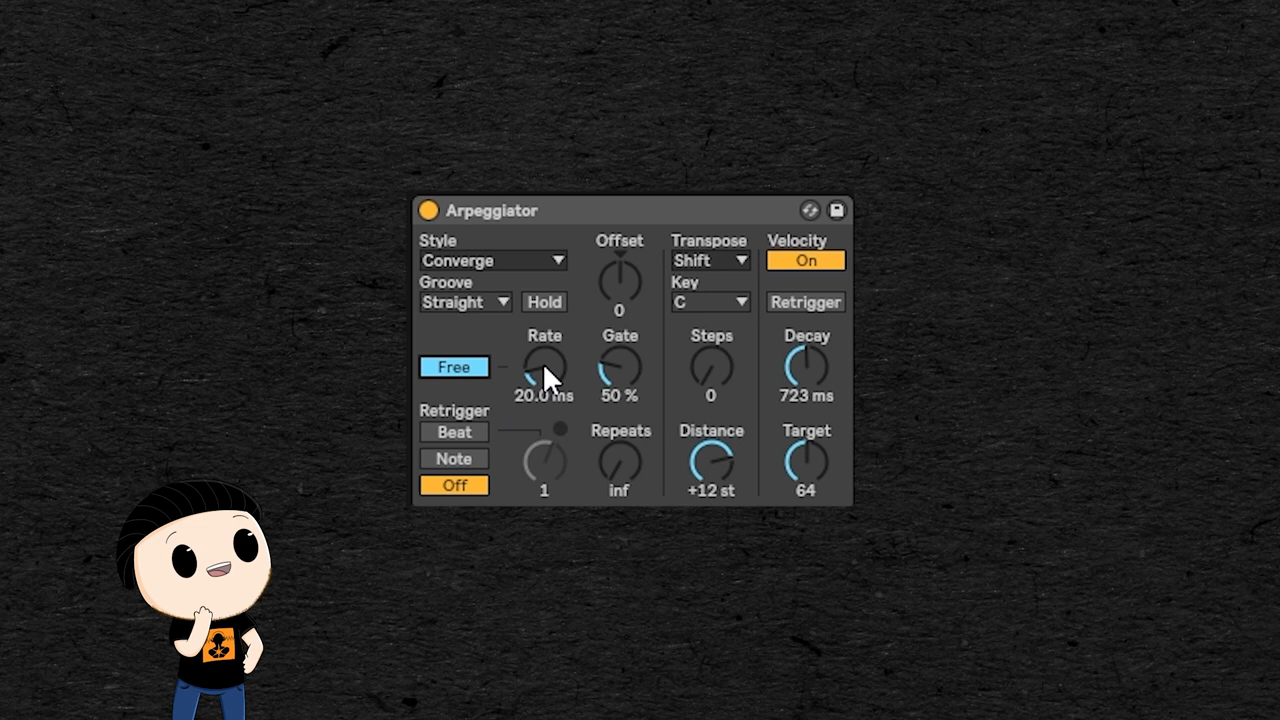 Arpeggiator
Style Offset Transpose Velocity
Converge Shift On
Groove Key
Straight Hold 0 C Retrigger
Rate Gate Steps Decay
Free
20.0 ms 50 % 0 723 ms
Retrigger
Beat Repeats Distance Target
Note
Off 1 inf +12 st 64